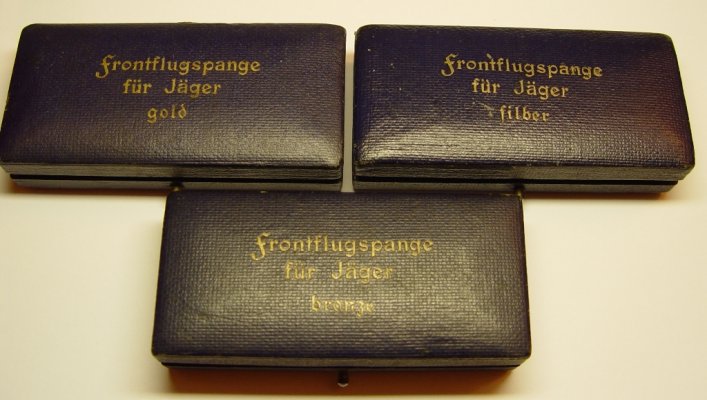 Frontflugspange
für Jäger
gold
Frontflugspange
für Jäger
silber
Frontflugspange
für Jäger
bronze